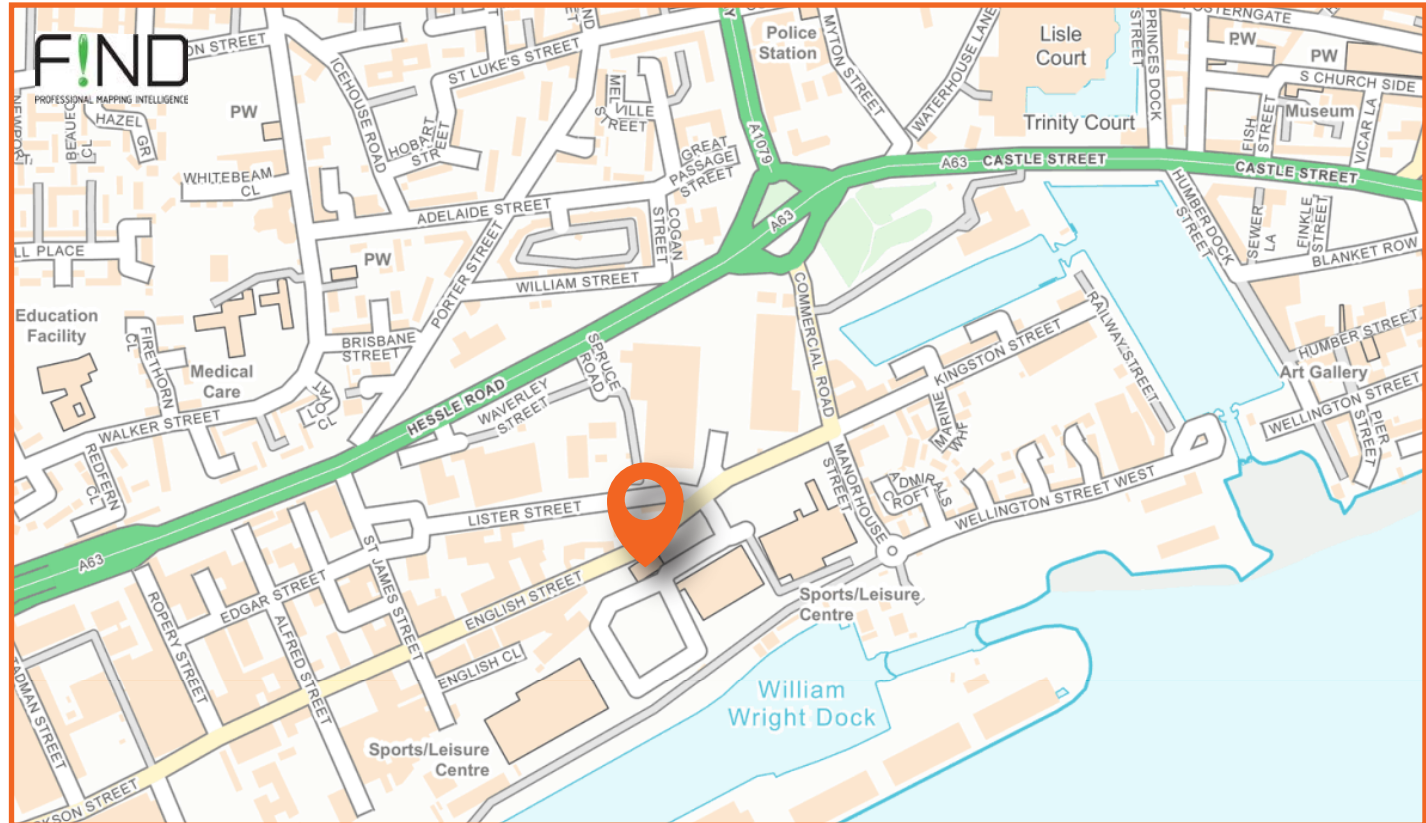 F!ND
PROFESSIONAL MAPPING INTELLIGENCE
ON STREET
ICEHOUSE ROAD
ST LUKE'S STREET
Police
Station
MYTON STREET
WATERHOUSE LANE
Lisle
Court
PRINCES DOCK
STREET
OSTERNGATE
PW
PW
S CHURCH SIDE
Museum
FISH
STREET
VICAR LA
Trinity Court
HAZEL GR
PW
HOBART
STREET
MEL
VILLE
STREET
GREAT
PASSAGE
STREET
A1079
A63
CASTLE STREET
CASTLE STREET
WHITEBEAM
CL
ADELAIDE STREET
COGAN
STREET
A63
HUMBER DOCK
STREET
SEWER
LA
FINKLE
STREET
BLANKET ROW
LL PLACE
PW
PORTER STREET
WILLIAM STREET
COMMERCIAL ROAD
RAILWAY STREET
Education
Facility
FIRETHORN
CL
BRISBANE
STREET
SPRUCE
ROAD
KINGSTON STREET
HUMBER STREET
Medical
Care
Art Gallery
LOT CL
HESSLE ROAD
WAVERLEY
STREET
MARINE
WHF
WELLINGTON STREET
PIER
STREET
WALKER STREET
REDFERN
CL
MANORHOUSE
STREET
ADMIRALS
CROFT
WELLINGTON STREET WEST
LISTER STREET
A63
ST JAMES STREET
EDGAR STREET
ROPERY STREET
ALFRED STREET
ENGLISH STREET
Sports/Leisure
Centre
ENGLISH CL
William
Wright Dock
Sports/Leisure
Centre
ADMAN STREET
KSON STREET